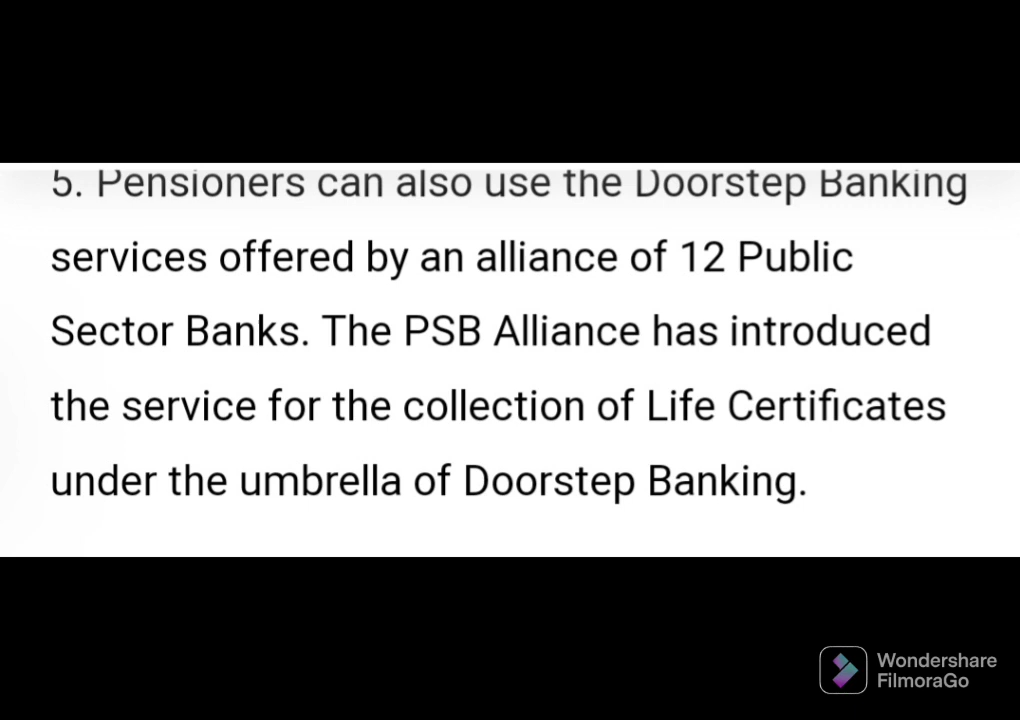 5. Pensioners can also use the Doorstep Banking
services offered by an alliance of 12 Public
Sector Banks. The PSB Alliance has introduced
the service for the collection of Life Certificates
under the umbrella of Doorstep Banking.
Wondershare
FilmoraGo